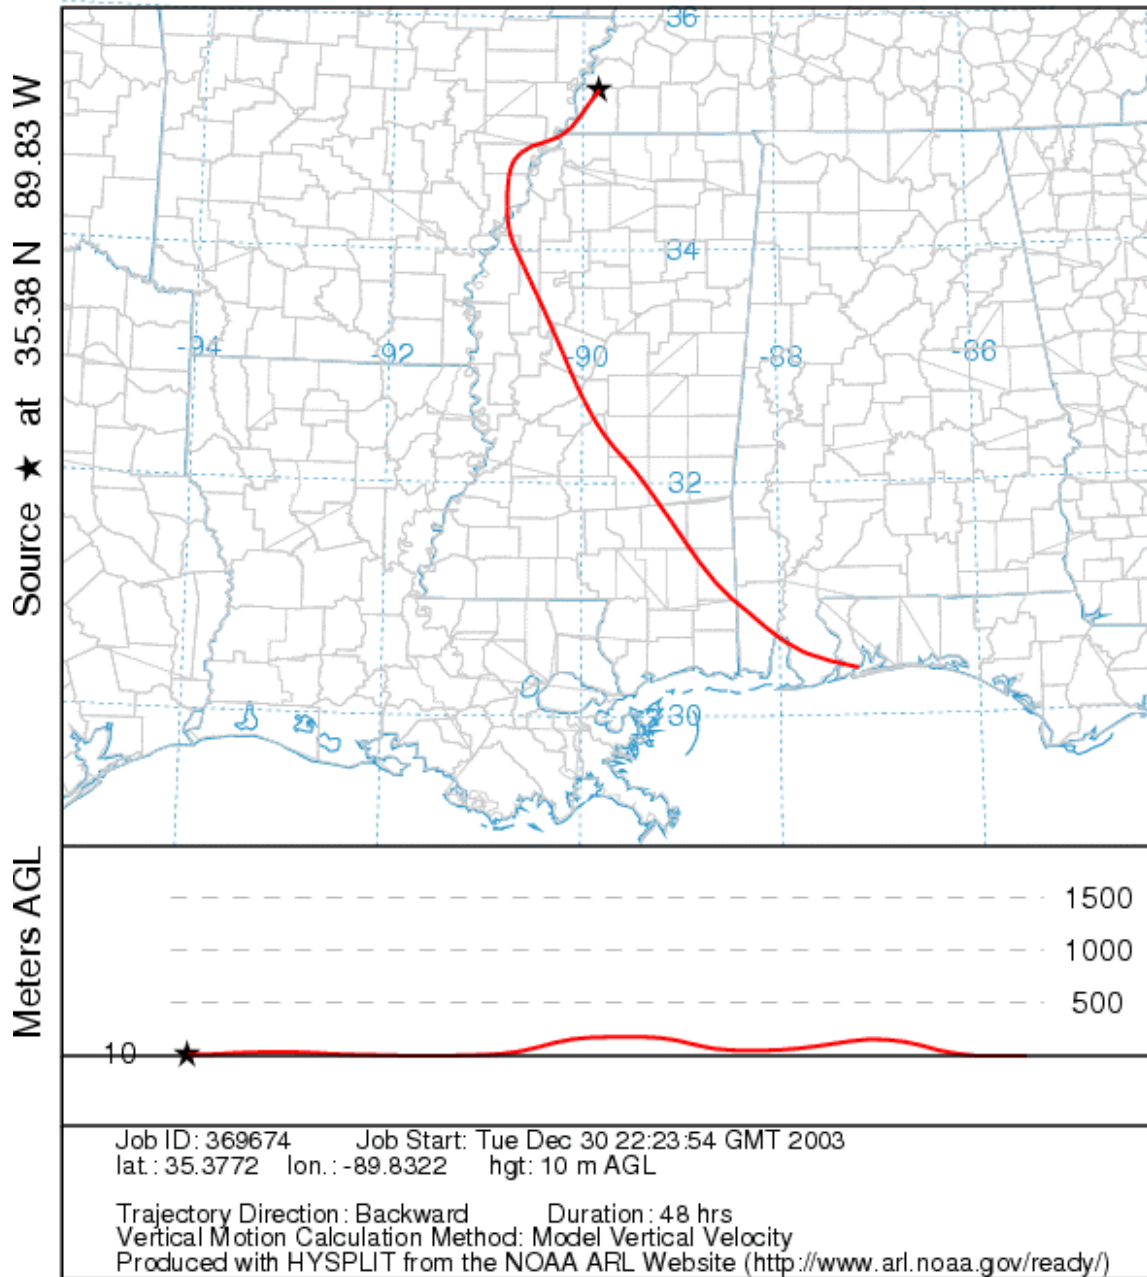 Source ★ at 35.38 N 89.83 W
36
34
-94
-92
-90
-88
-86
32
30
Meters AGL
1500
1000
500
10
Job ID: 369674 Job Start: Tue Dec 30 22:23:54 GMT 2003
lat.: 35.3772 lon.: -89.8322 hgt: 10 m AGL
Trajectory Direction: Backward Duration: 48 hrs
Vertical Motion Calculation Method: Model Vertical Velocity
Produced with HYSPLIT from the NOAA ARL Website (http://www.arl.noaa.gov/ready/)